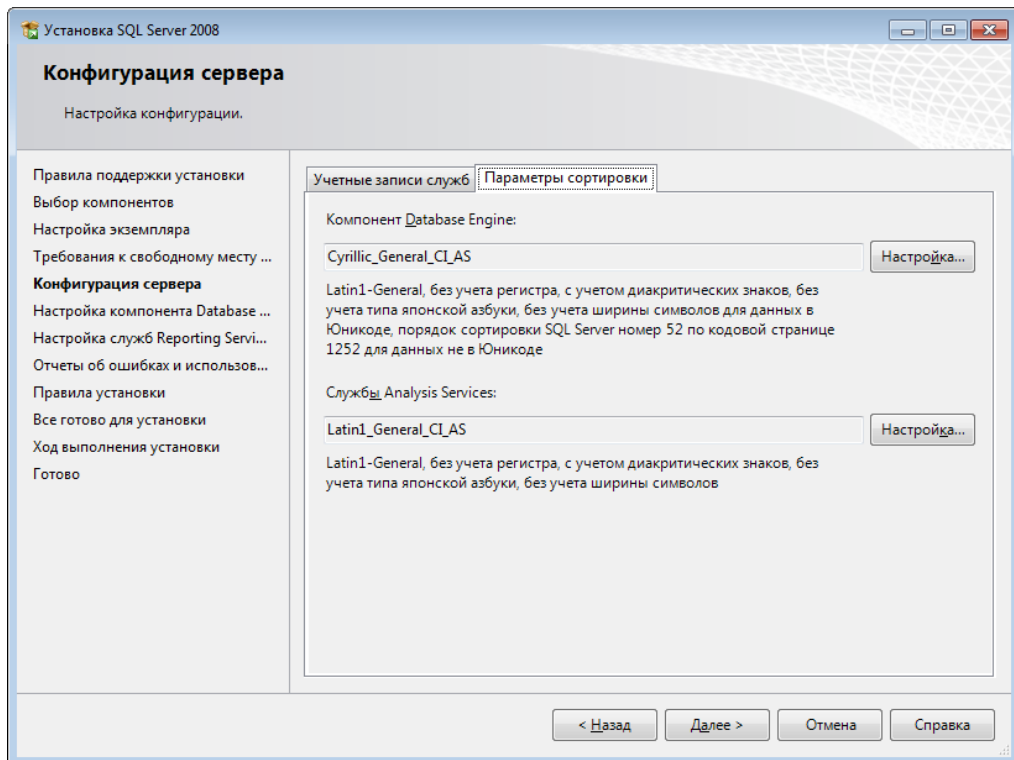 Установка SQL Server 2008
Конфигурация сервера
Настройка конфигурации.
Правила поддержки установки
Выбор компонентов
Настройка экземпляра
Требования к свободному месту ...
Конфигурация сервера
Настройка компонента Database ...
Настройка служб Reporting Servi...
Отчеты об ошибках и использов...
Правила установки
Все готово для установки
Ход выполнения установки
Готово
Учетные записи служб
Параметры сортировки
Компонент Database Engine:
Cyrillic_General_CI_AS
Настройка...
Latin1-General, без учета регистра, с учетом диакритических знаков, без
учета типа японской азбуки, без учета ширины символов для данных в
Юникоде, порядок сортировки SQL Server номер 52 по кодовой странице
1252 для данных не в Юникоде
Службы Analysis Services:
Latin1_General_CI_AS
Настройка...
Latin1-General, без учета регистра, с учетом диакритических знаков, без
учета типа японской азбуки, без учета ширины символов
< Назад
Далее >
Отмена
Справка